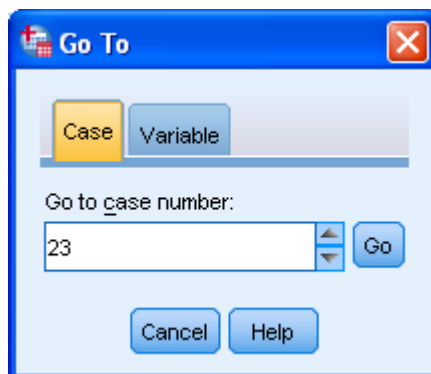 Go To
Case Variable
Go to case number:
23 Go
Cancel Help